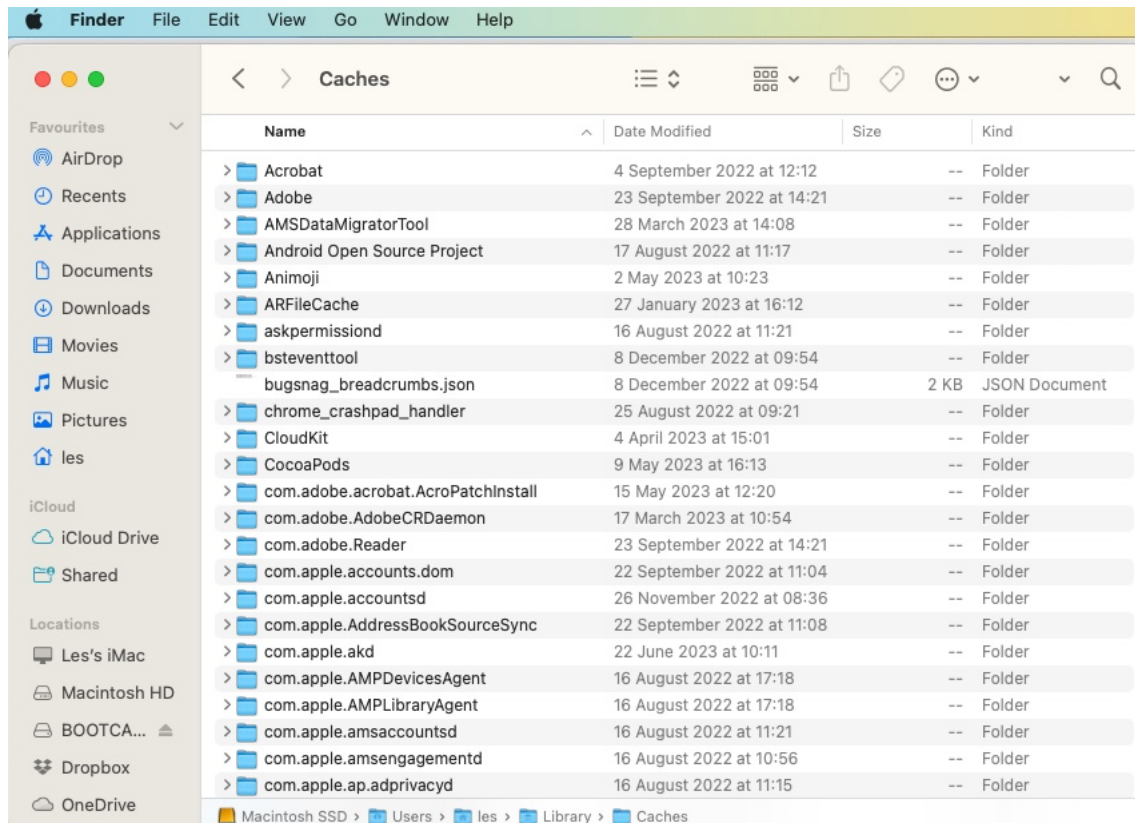 Finder File Edit View Go Window Help
Caches
Favourites
AirDrop
Recents
Applications
Documents
Downloads
Movies
Music
Pictures
les
iCloud
iCloud Drive
Shared
Locations
Les's iMac
Macintosh HD
BOOTCA...
Dropbox
OneDrive
Name Date Modified Size Kind
Acrobat 4 September 2022 at 12:12 -- Folder
Adobe 23 September 2022 at 14:21 -- Folder
AMSDataMigratorTool 28 March 2023 at 14:08 -- Folder
Android Open Source Project 17 August 2022 at 11:17 -- Folder
Animoji 2 May 2023 at 10:23 -- Folder
ARFileCache 27 January 2023 at 16:12 -- Folder
askpermissiond 16 August 2022 at 11:21 -- Folder
bsteventtool 8 December 2022 at 09:54 -- Folder
bugsnag_breadcrumbs.json 8 December 2022 at 09:54 2 KB JSON Document
chrome_crashpad_handler 25 August 2022 at 09:21 -- Folder
CloudKit 4 April 2023 at 15:01 -- Folder
CocoaPods 9 May 2023 at 16:13 -- Folder
com.adobe.acrobat.AcroPatchInstall 15 May 2023 at 12:20 -- Folder
com.adobe.AdobeCRDaemon 17 March 2023 at 10:54 -- Folder
com.adobe.Reader 23 September 2022 at 14:21 -- Folder
com.apple.accounts.dom 22 September 2022 at 11:04 -- Folder
com.apple.accountsd 26 November 2022 at 08:36 -- Folder
com.apple.AddressBookSourceSync 22 September 2022 at 11:08 -- Folder
com.apple.akd 22 June 2023 at 10:11 -- Folder
com.apple.AMPDevicesAgent 16 August 2022 at 17:18 -- Folder
com.apple.AMPLibraryAgent 16 August 2022 at 17:18 -- Folder
com.apple.amsaccountsd 16 August 2022 at 11:21 -- Folder
com.apple.amsengagementd 16 August 2022 at 10:56 -- Folder
com.apple.ap.adprivacyd 16 August 2022 at 11:15 -- Folder
Macintosh SSD › Users › les › Library › Caches